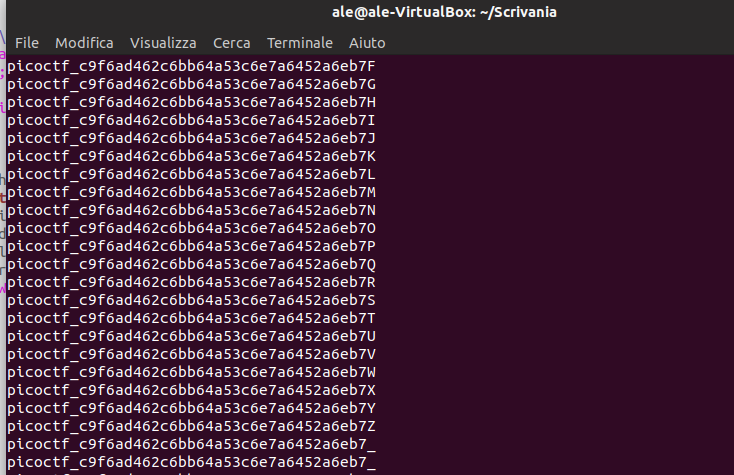 ale@ale-VirtualBox: ~/Scrivania
File Modifica Visualizza Cerca Terminale Aiuto
picoctf_c9f6ad462c6bb64a53c6e7a6452a6eb7F
picoctf_c9f6ad462c6bb64a53c6e7a6452a6eb7G
picoctf_c9f6ad462c6bb64a53c6e7a6452a6eb7H
picoctf_c9f6ad462c6bb64a53c6e7a6452a6eb7I
picoctf_c9f6ad462c6bb64a53c6e7a6452a6eb7J
picoctf_c9f6ad462c6bb64a53c6e7a6452a6eb7K
picoctf_c9f6ad462c6bb64a53c6e7a6452a6eb7L
picoctf_c9f6ad462c6bb64a53c6e7a6452a6eb7M
picoctf_c9f6ad462c6bb64a53c6e7a6452a6eb7N
picoctf_c9f6ad462c6bb64a53c6e7a6452a6eb7O
picoctf_c9f6ad462c6bb64a53c6e7a6452a6eb7P
picoctf_c9f6ad462c6bb64a53c6e7a6452a6eb7Q
picoctf_c9f6ad462c6bb64a53c6e7a6452a6eb7R
picoctf_c9f6ad462c6bb64a53c6e7a6452a6eb7S
picoctf_c9f6ad462c6bb64a53c6e7a6452a6eb7T
picoctf_c9f6ad462c6bb64a53c6e7a6452a6eb7U
picoctf_c9f6ad462c6bb64a53c6e7a6452a6eb7V
picoctf_c9f6ad462c6bb64a53c6e7a6452a6eb7W
picoctf_c9f6ad462c6bb64a53c6e7a6452a6eb7X
picoctf_c9f6ad462c6bb64a53c6e7a6452a6eb7Y
picoctf_c9f6ad462c6bb64a53c6e7a6452a6eb7Z
picoctf_c9f6ad462c6bb64a53c6e7a6452a6eb7_
picoctf_c9f6ad462c6bb64a53c6e7a6452a6eb7_